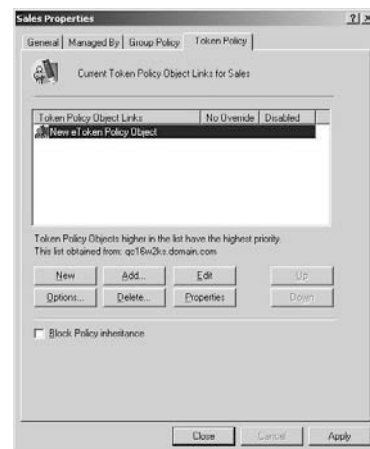 Sales Properties
General Managed By Group Policy Token Policy
Current Token Policy Object Links for Sales
Token Policy Object Links No Override Disabled
New eToken Policy Object
Token Policy Objects higher in the list have the highest priority.
This list obtained from: qc16w2ks.domain.com
New Add... Edit Up
Options... Delete... Properties Down
Block Policy inheritance
Close Cancel Apply